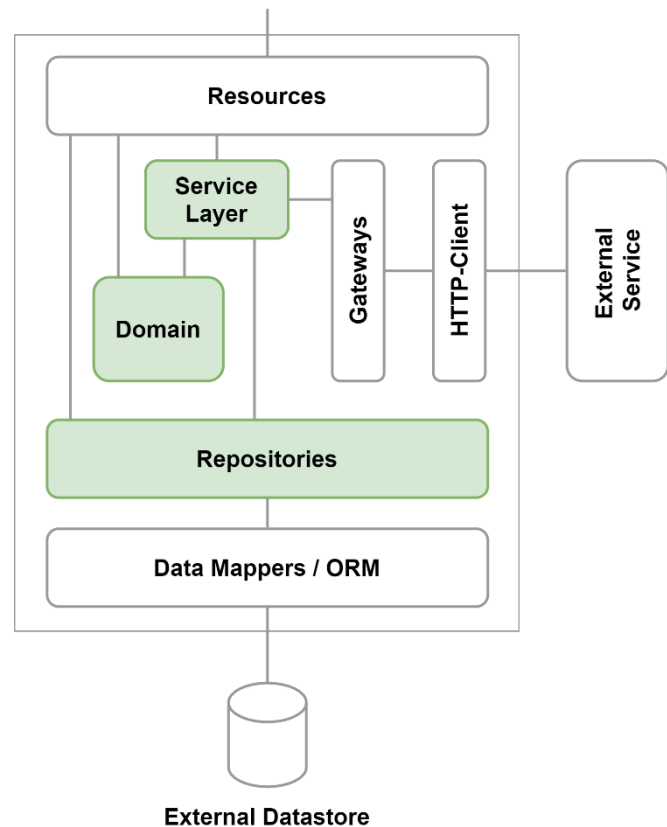 Resources
Service
Layer
Gateways
HTTP-Client
External
Service
Domain
Repositories
Data Mappers / ORM
External Datastore